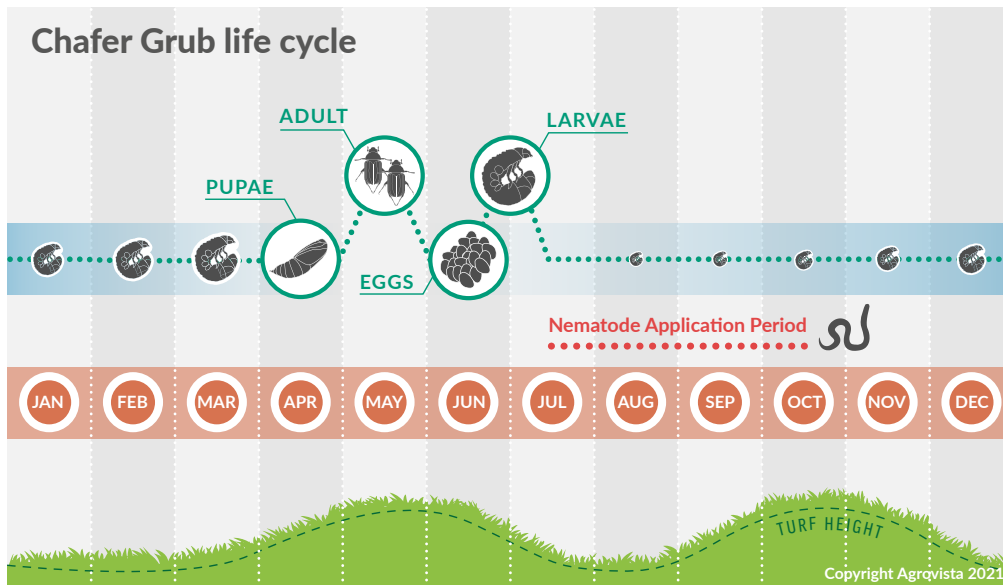 Chafer Grub life cycle
ADULT
LARVAE
PUPAE
EGGS
Nematode Application Period
JAN FEB MAR APR MAY JUN JUL AUG SEP OCT NOV DEC
TURF HEIGHT
Copyright Agrovista 2021